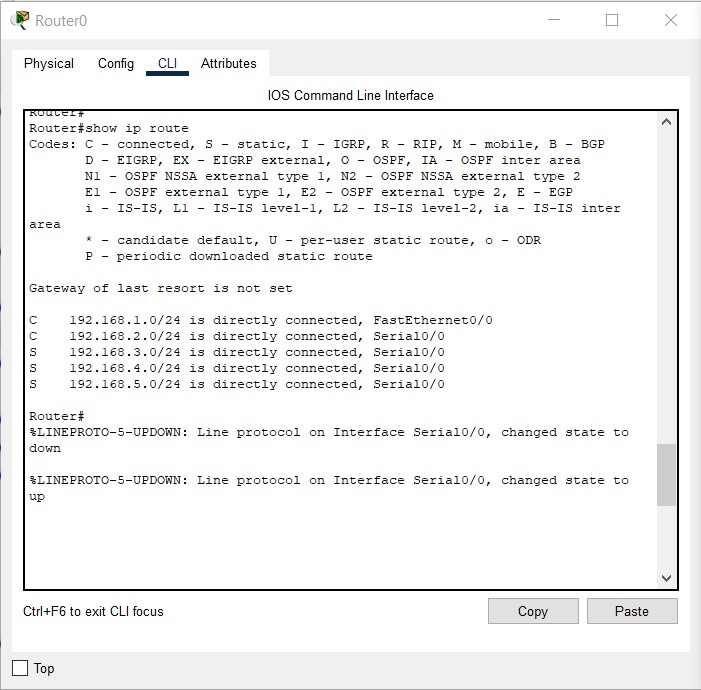 Router0
Physical Config CLI Attributes
IOS Command Line Interface
Router#
Router#show ip route
Codes: C - connected, S - static, I - IGRP, R - RIP, M - mobile, B - BGP
D - EIGRP, EX - EIGRP external, O - OSPF, IA - OSPF inter area
N1 - OSPF NSSA external type 1, N2 - OSPF NSSA external type 2
E1 - OSPF external type 1, E2 - OSPF external type 2, E - EGP
i - IS-IS, L1 - IS-IS level-1, L2 - IS-IS level-2, ia - IS-IS inter
area
* - candidate default, U - per-user static route, o - ODR
P - periodic downloaded static route
Gateway of last resort is not set
C 192.168.1.0/24 is directly connected, FastEthernet0/0
C 192.168.2.0/24 is directly connected, Serial0/0
S 192.168.3.0/24 is directly connected, Serial0/0
S 192.168.4.0/24 is directly connected, Serial0/0
S 192.168.5.0/24 is directly connected, Serial0/0
Router#
%LINEPROTO-5-UPDOWN: Line protocol on Interface Serial0/0, changed state to
down
%LINEPROTO-5-UPDOWN: Line protocol on Interface Serial0/0, changed state to
up
Ctrl+F6 to exit CLI focus
Copy
Paste
Top